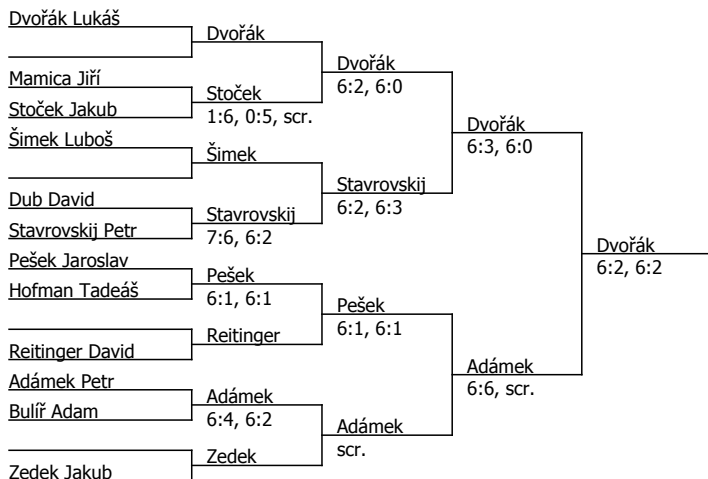 Dvořák Lukáš
Dvořák
Dvořák
6:2, 6:0
Mamica Jiří
Stoček
1:6, 0:5, scr.
Stoček Jakub
Dvořák
6:3, 6:0
Šimek Luboš
Šimek
Stavrovskij
6:2, 6:3
Dub David
Stavrovskij
7:6, 6:2
Stavrovskij Petr
Dvořák
6:2, 6:2
Pešek Jaroslav
Pešek
6:1, 6:1
Hofman Tadeáš
Pešek
6:1, 6:1
Reitinger
Reitinger David
Adámek
6:6, scr.
Adámek Petr
Adámek
6:4, 6:2
Bulíř Adam
Adámek
scr.
Zedek
Zedek Jakub